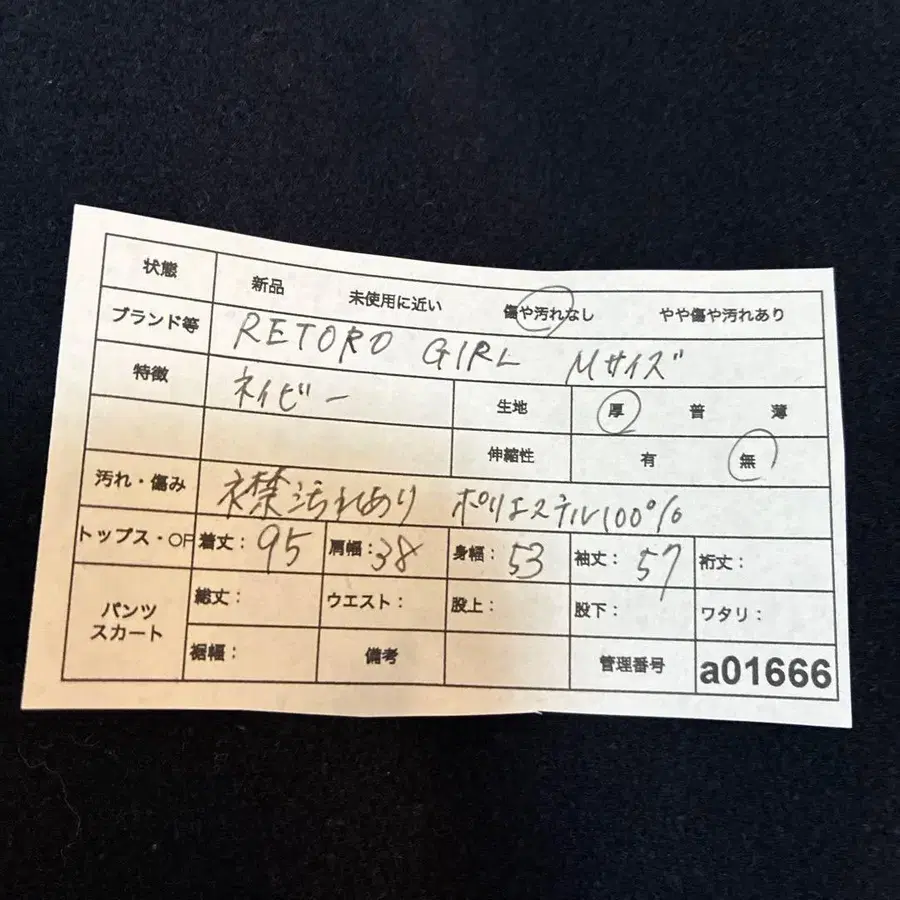 状態 新品 未使用に近い 傷や汚れなし やや傷や汚れあり
ブランド等 RETORO GIRL Mサイズ
特徴 ネイビー 生地 厚 普 薄
伸縮性 有 無
汚れ・傷み 襟汚れあり ポリエステル100%
トップス・OP 着丈：95 肩幅：38 身幅：53 袖丈：57 裄丈：
パンツ 総丈： ウエスト： 股上： 股下： ワタリ：
スカート 裾幅： 備考 管理番号 a01666